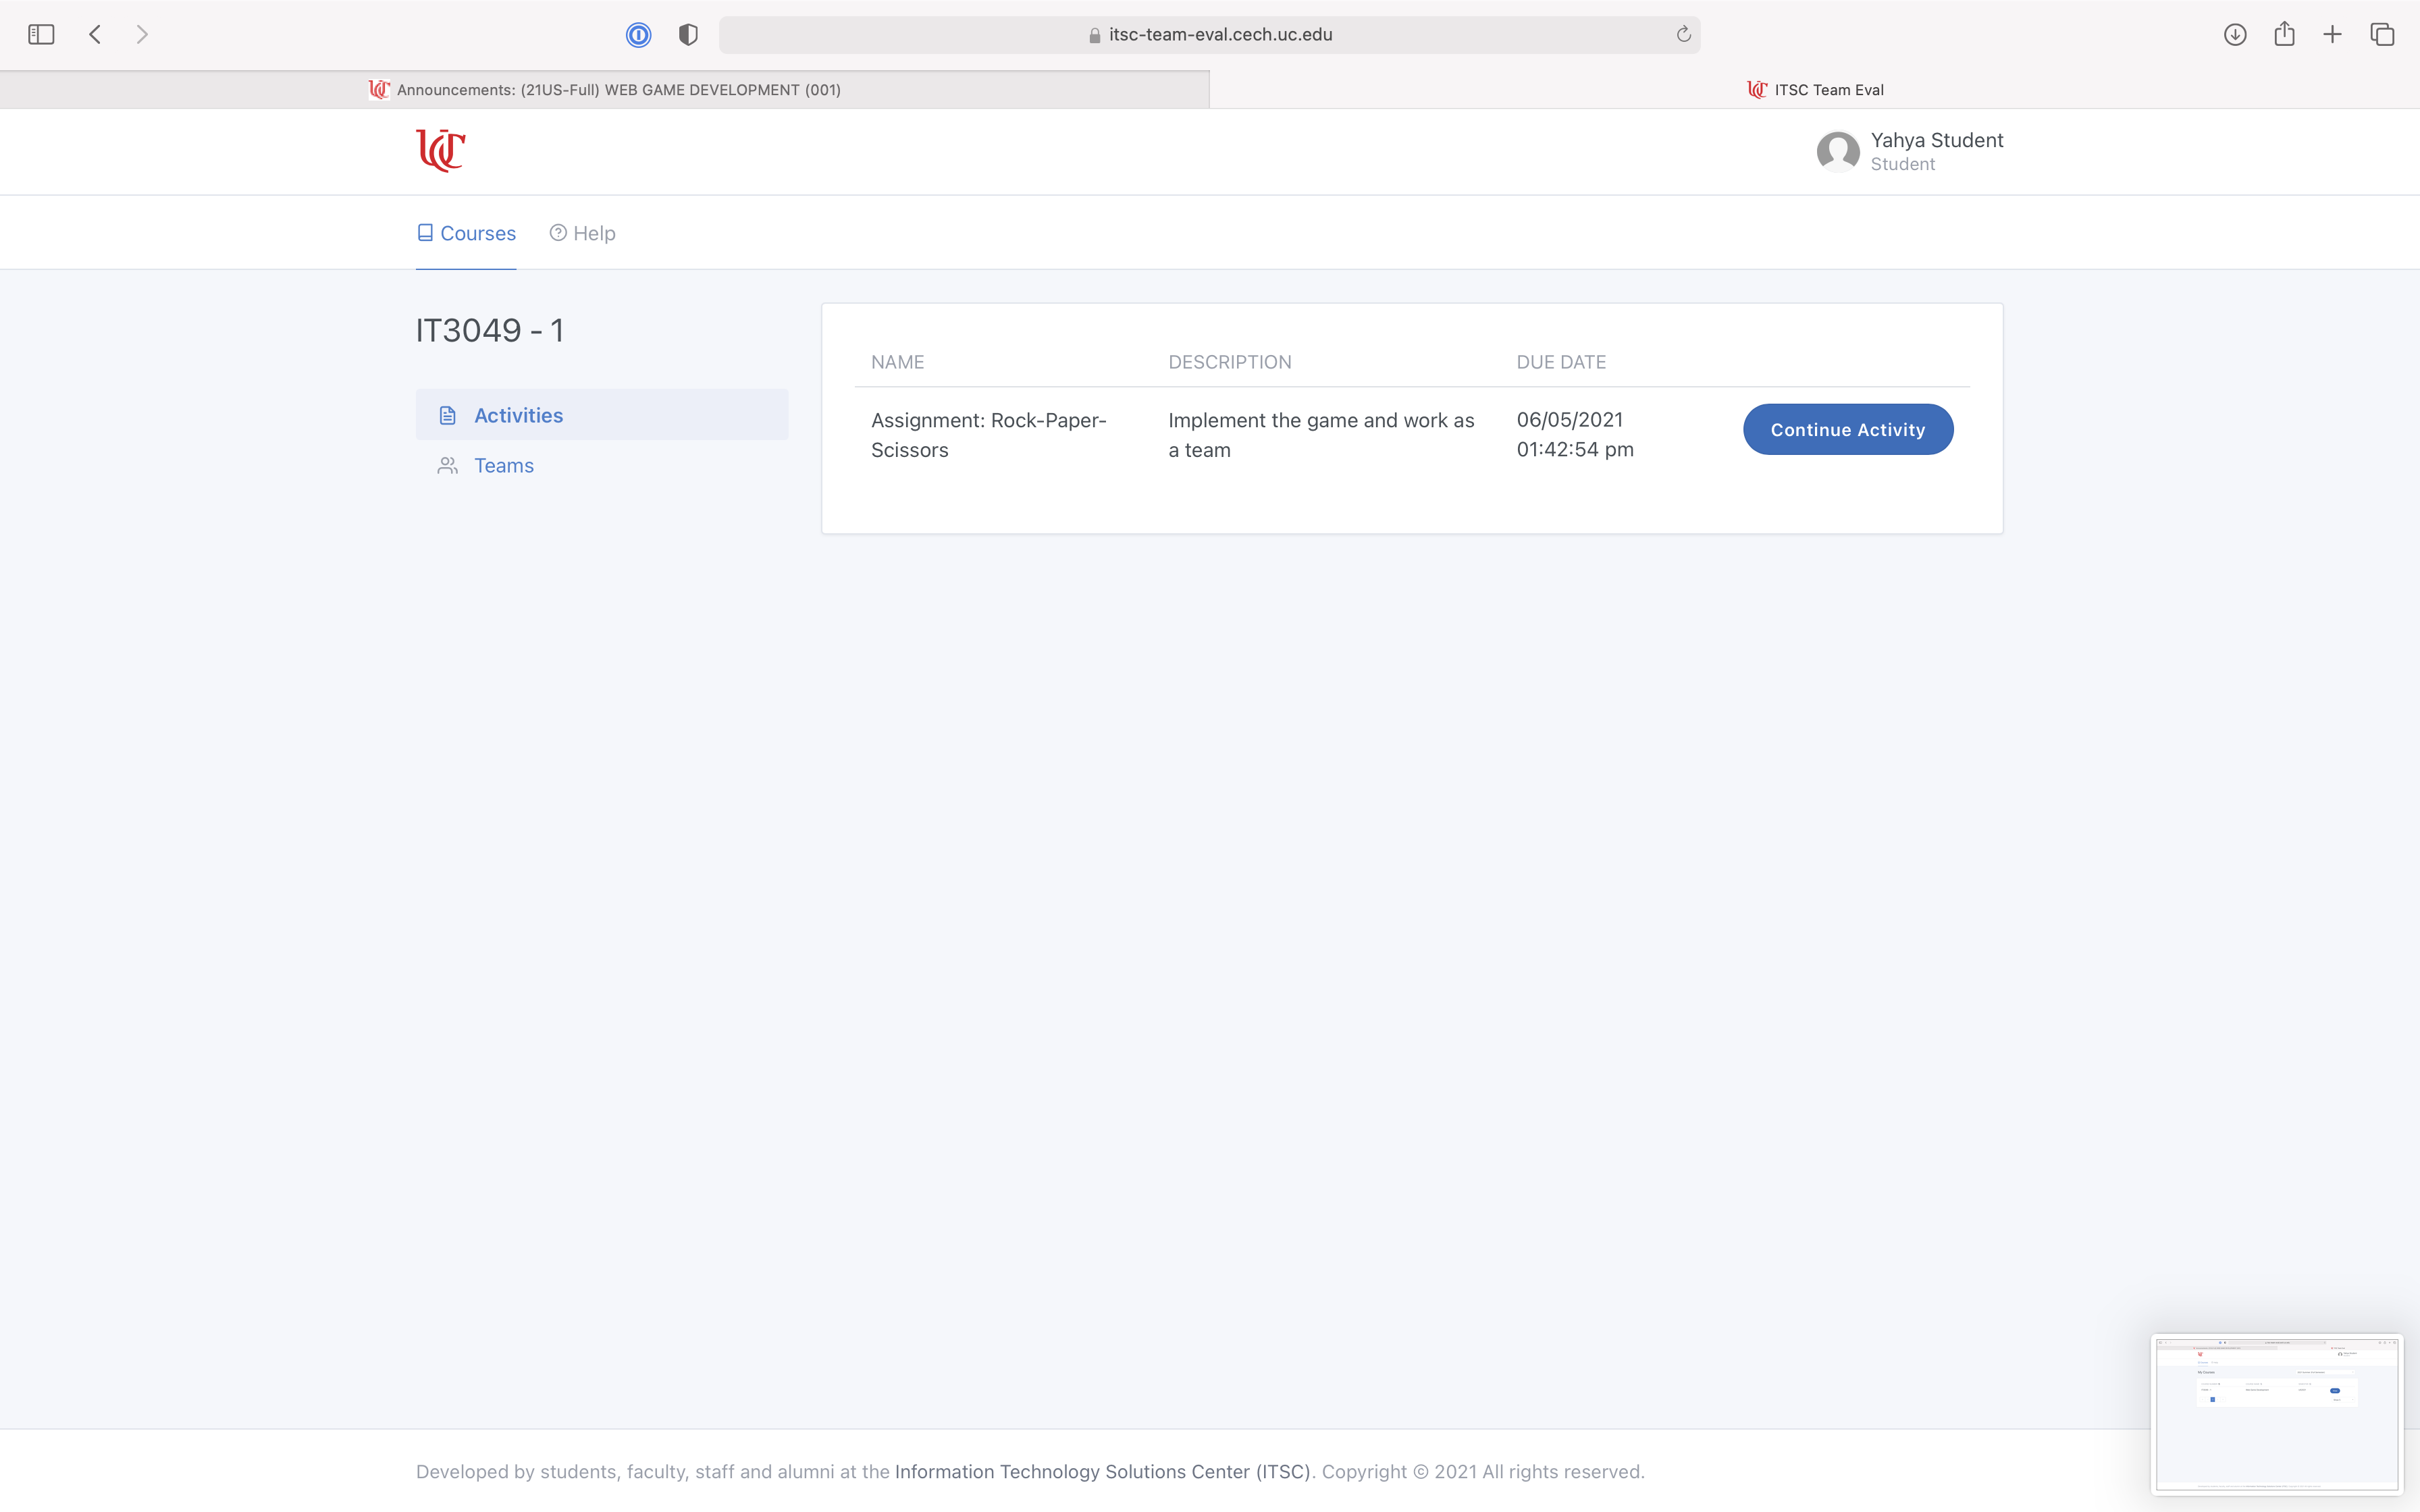 itsc-team-eval.cech.uc.edu
Announcements: (21US-Full) WEB GAME DEVELOPMENT (001)
ITSC Team Eval
UC
Yahya Student
Student
Courses
Help
IT3049 - 1
Activities
Teams
NAME DESCRIPTION DUE DATE
Assignment: Rock-Paper-
Scissors
Implement the game and work as
a team
06/05/2021
01:42:54 pm
Continue Activity
Developed by students, faculty, staff and alumni at the Information Technology Solutions Center (ITSC). Copyright © 2021 All rights reserved.